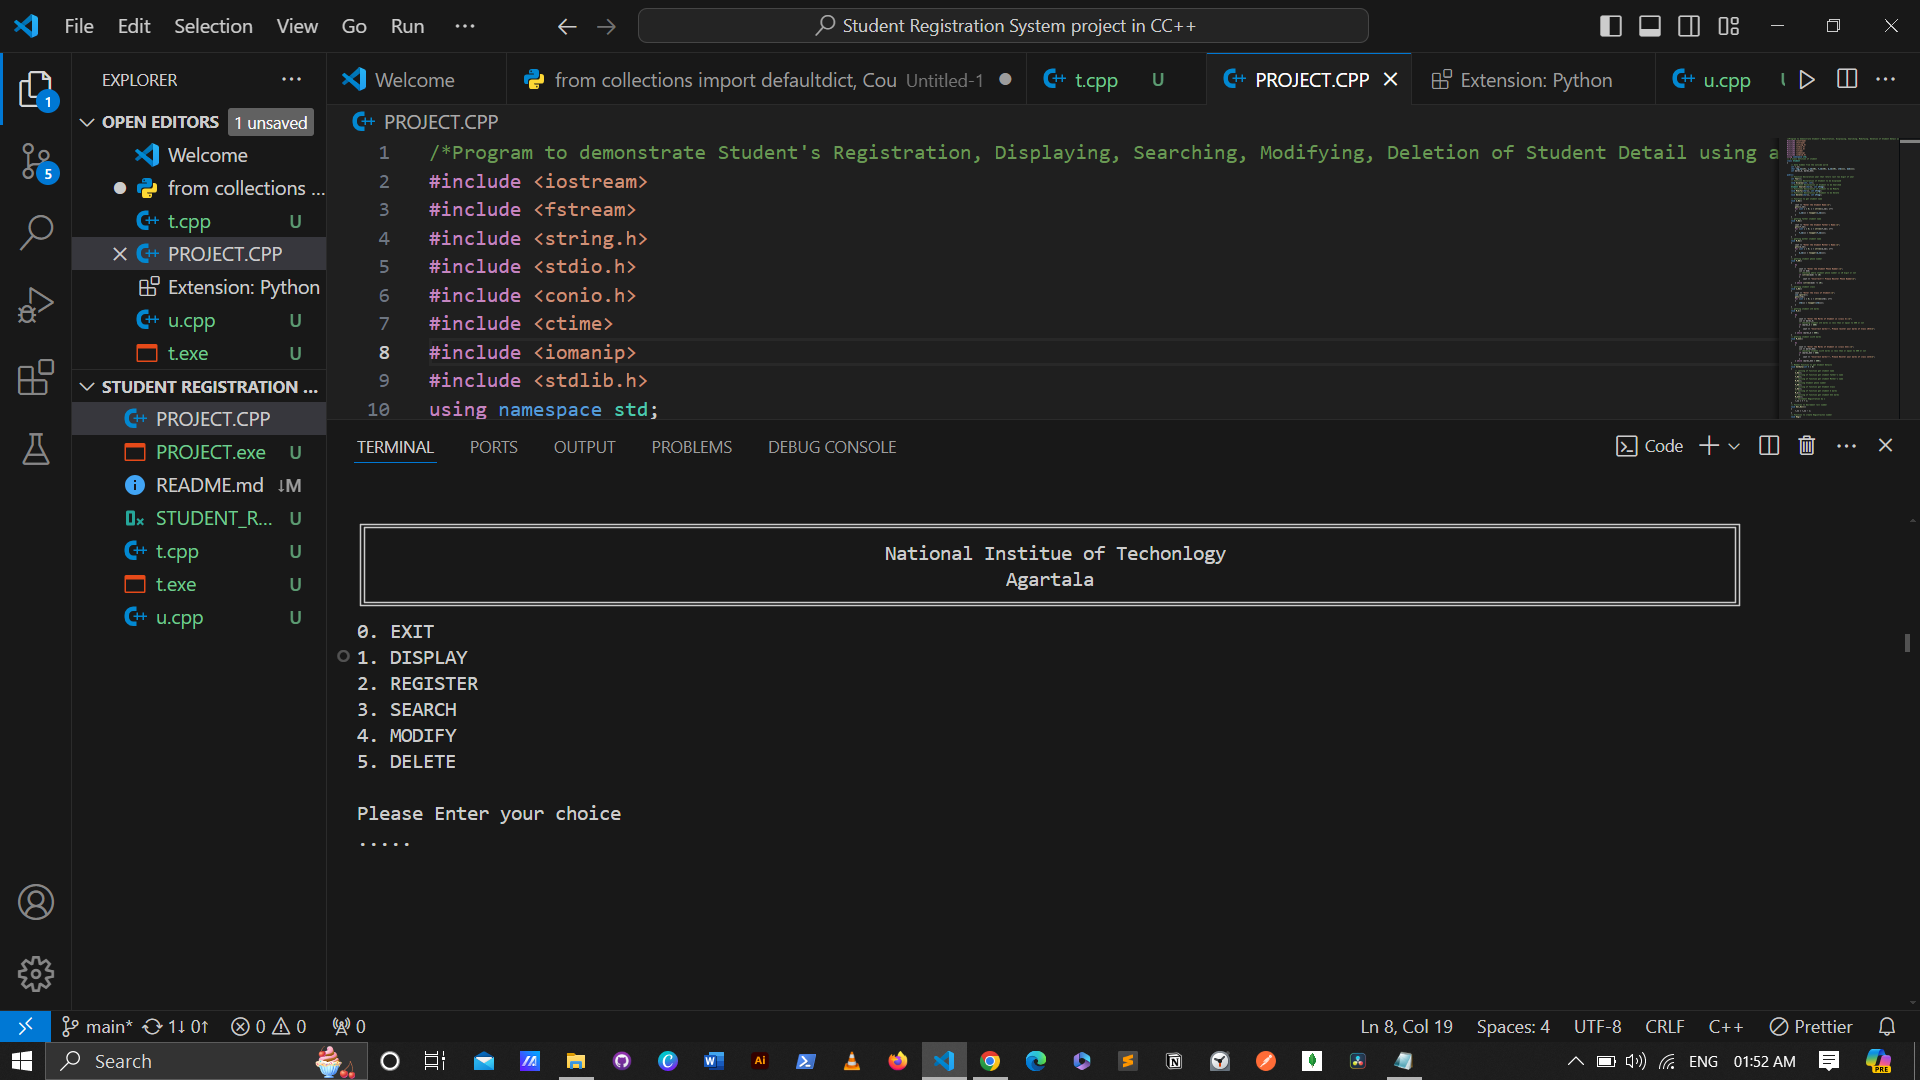 File Edit Selection View Go Run ··· Student Registration System project in CC++
EXPLORER ···
Welcome from collections import defaultdict, Cou Untitled-1 t.cpp U PROJECT.CPP Extension: Python u.cpp ···
OPEN EDITORS 1 unsaved
Welcome
from collections ...
t.cpp U
PROJECT.CPP
Extension: Python
u.cpp U
t.exe U
STUDENT REGISTRATION ...
PROJECT.CPP
PROJECT.exe U
README.md ↓M
STUDENT_R... U
t.cpp U
t.exe U
u.cpp U
1
5
PROJECT.CPP
1 /*Program to demonstrate Student's Registration, Displaying, Searching, Modifying, Deletion of Student Detail using a
2 #include <iostream>
3 #include <fstream>
4 #include <string.h>
5 #include <stdio.h>
6 #include <conio.h>
7 #include <ctime>
8 #include <iomanip>
9 #include <stdlib.h>
10 using namespace std;
TERMINAL PORTS OUTPUT PROBLEMS DEBUG CONSOLE Code ···
National Institue of Techonlogy
Agartala
0. EXIT
1. DISPLAY
2. REGISTER
3. SEARCH
4. MODIFY
5. DELETE
Please Enter your choice
.....
main* 1↓ 0↑ 0 0 0 Ln 8, Col 19 Spaces: 4 UTF-8 CRLF C++ Prettier
Search Ai ENG 01:52 AM PRE